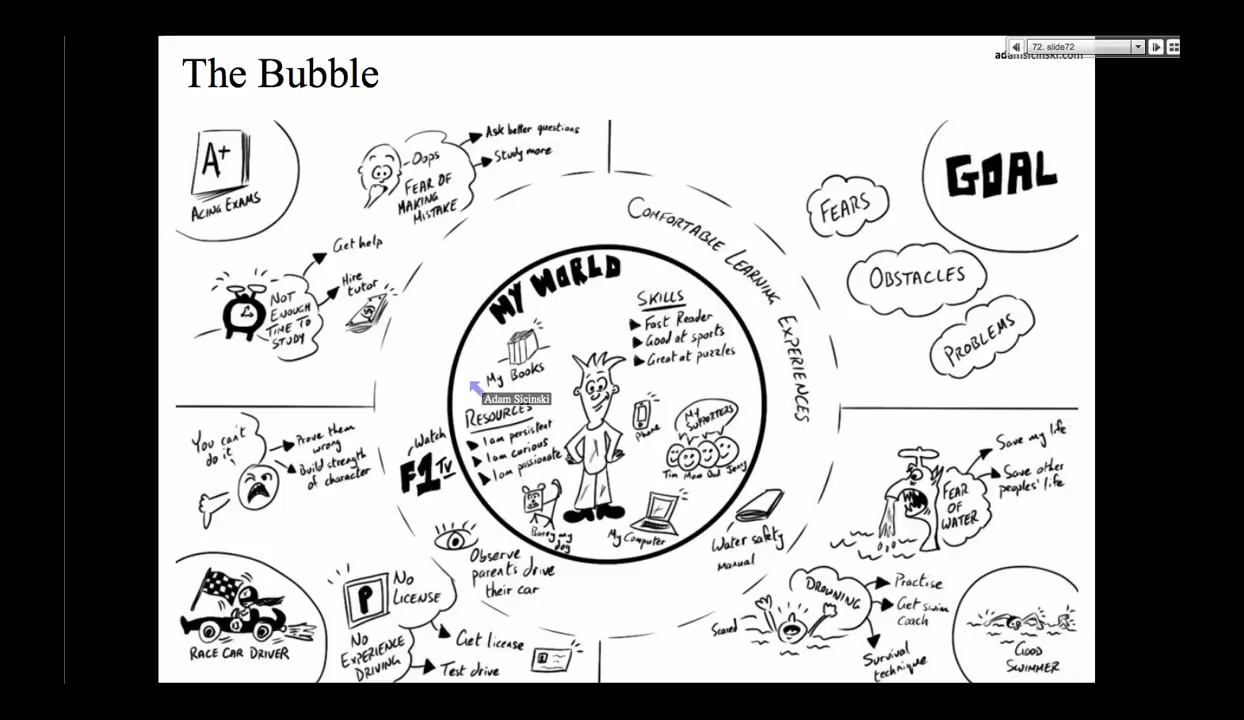 72. slide72
adamsicinski.com
The Bubble
A+
ACING EXAMS
Oops
FEAR OF
MAKING
MISTAKE
Ask better questions
Study more
NOT
ENOUGH
TIME TO
STUDY
Get help
Hire
tutor
$
COMFORTABLE LEARNING EXPERIENCES
FEARS
OBSTACLES
PROBLEMS
GOAL
MY WORLD
My Books
SKILLS
Fast Reader
Good at sports
Great at puzzles
Adam Sicinski
RESOURCES
I am persistent
I am curious
I am passionate
Phone
MY
SUPPORTERS
Tim Mom Dad Jeny
My Computer
dog
You can't
do it
Prove them
wrong
Build strength
of character
Watch
F1 TV
Observe
parents drive
their car
Water safety
manual
FEAR
OF
WATER
Save my life
Save other
peoples' life
RACE CAR DRIVER
P
NO
LICENSE
NO
EXPERIENCE
DRIVING
Get license
Test drive
Scared
DROWNING
Practise
Get swim
coach
Survival
technique
GOOD
SWIMMER